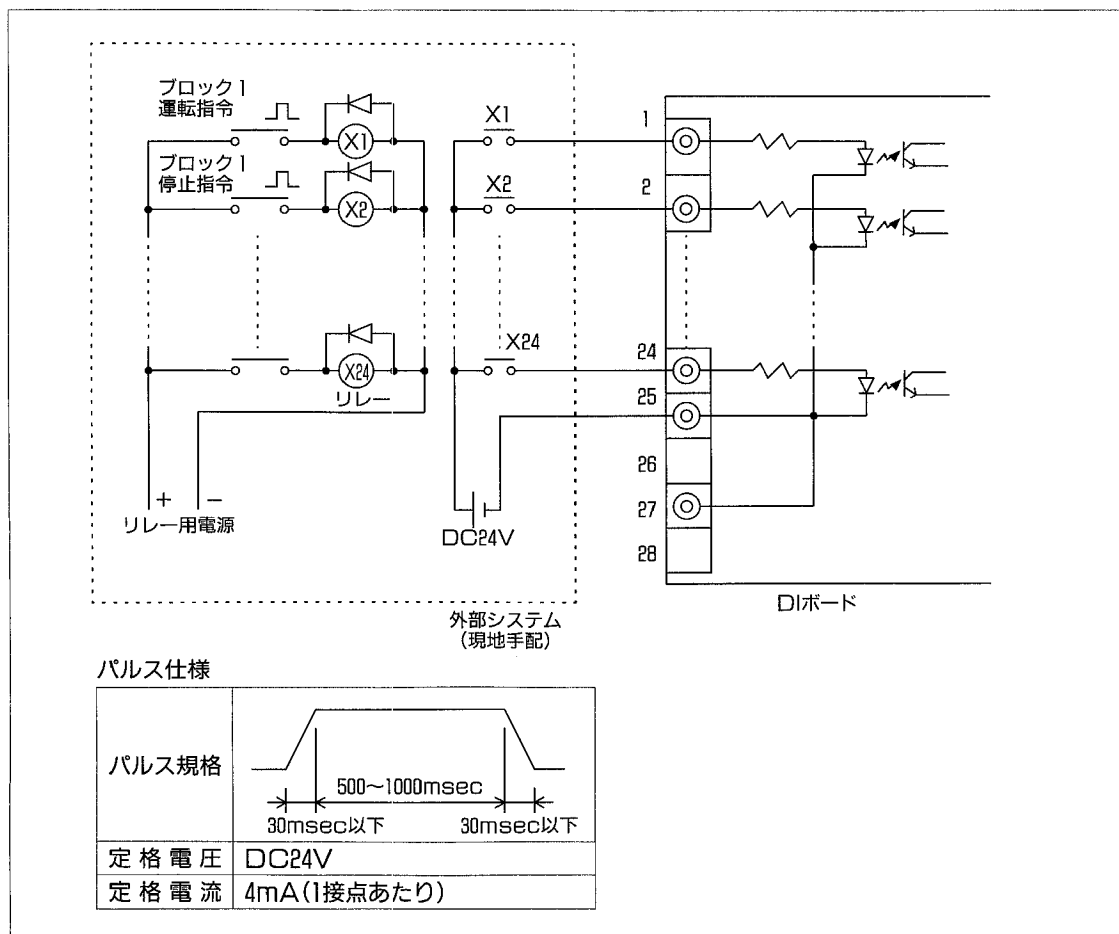 ブロック1
運転指令
X1
X1
1
ブロック1
停止指令
X2
X2
2
X24
X24
リレー
24
25
26
27
28
+ −
リレー用電源
DC24V
DIボード
外部システム
(現地手配)
パルス仕様
パルス規格
500〜1000msec
30msec以下 30msec以下
定格電圧 DC24V
定格電流 4mA(1接点あたり)